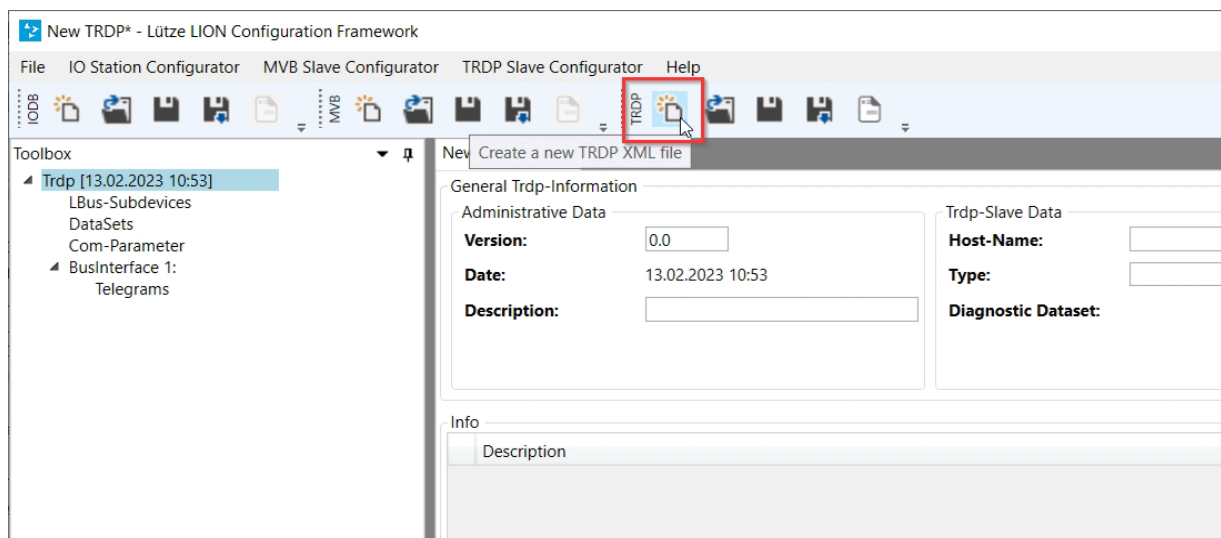 New TRDP* - Lütze LION Configuration Framework
File IO Station Configurator MVB Slave Configurator TRDP Slave Configurator Help
IODB MVB TRDP
Toolbox
Create a new TRDP XML file
Trdp [13.02.2023 10:53]
LBus-Subdevices
DataSets
Com-Parameter
BusInterface 1:
Telegrams
General Trdp-Information
Administrative Data
Version: 0.0
Date: 13.02.2023 10:53
Description:
Trdp-Slave Data
Host-Name:
Type:
Diagnostic Dataset:
Info
Description